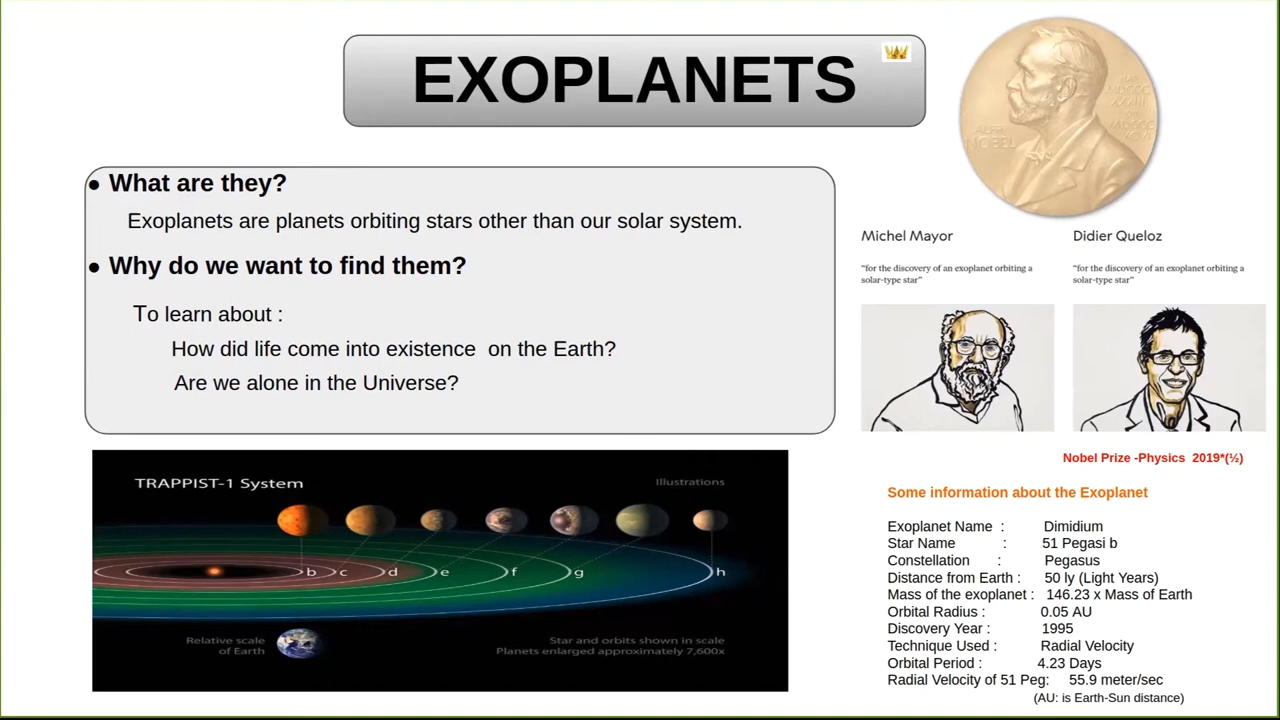 EXOPLANETS
ALFR.
NOBEL
● What are they?
Exoplanets are planets orbiting stars other than our solar system.
● Why do we want to find them?
To learn about :
How did life come into existence  on the Earth?
Are we alone in the Universe?
Michel Mayor
"for the discovery of an exoplanet orbiting a
solar-type star"
Didier Queloz
"for the discovery of an exoplanet orbiting a
solar-type star"
Nobel Prize -Physics  2019*(½)
TRAPPIST-1 System
Illustrations
b c d e f g h
Relative scale
of Earth
Star and orbits shown in scale
Planets enlarged approximately 7,600x
Some information about the Exoplanet
Exoplanet Name : Dimidium
Star Name : 51 Pegasi b
Constellation : Pegasus
Distance from Earth : 50 ly (Light Years)
Mass of the exoplanet : 146.23 x Mass of Earth
Orbital Radius : 0.05 AU
Discovery Year : 1995
Technique Used : Radial Velocity
Orbital Period : 4.23 Days
Radial Velocity of 51 Peg: 55.9 meter/sec
(AU: is Earth-Sun distance)